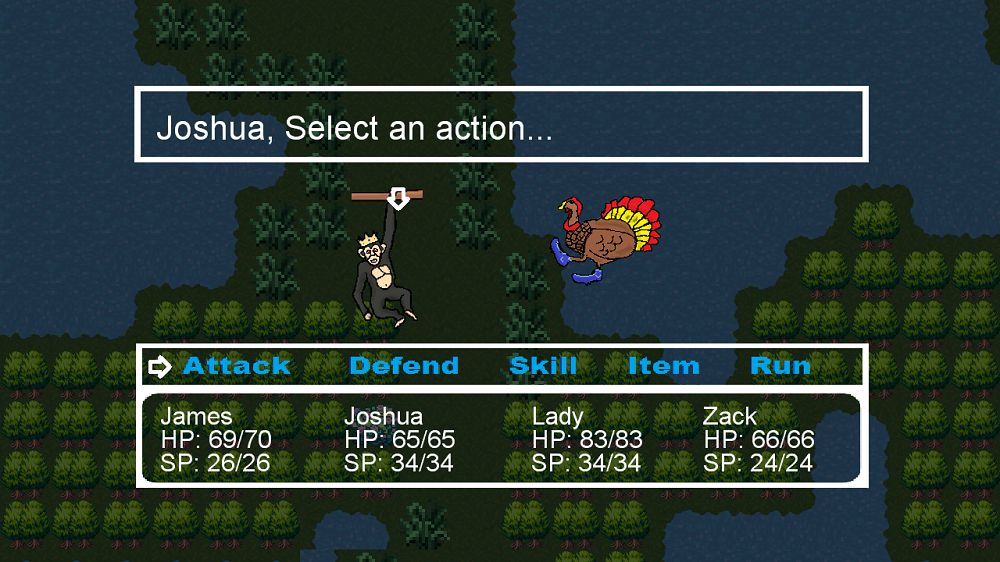 Joshua, Select an action...
Attack Defend Skill Item Run
James Joshua Lady Zack
HP: 69/70 HP: 65/65 HP: 83/83 HP: 66/66
SP: 26/26 SP: 34/34 SP: 34/34 SP: 24/24